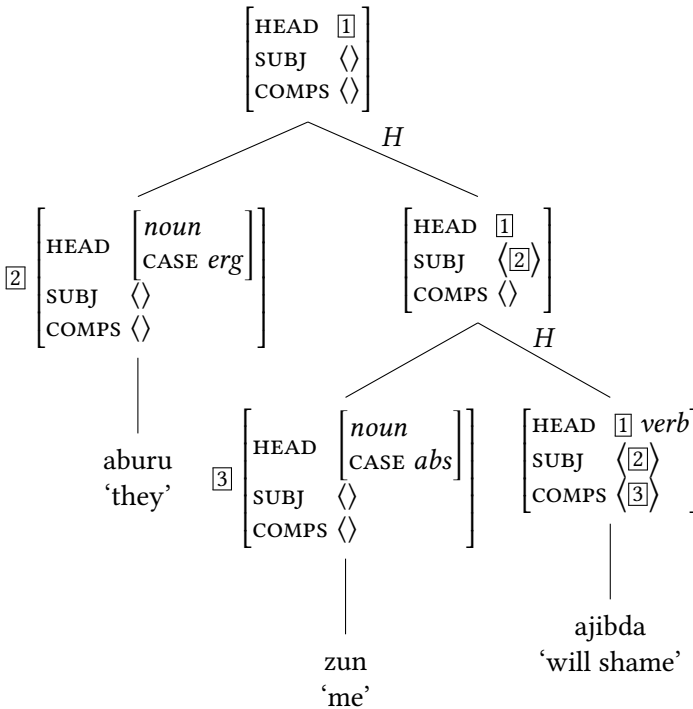 HEAD 1
SUBJ ⟨⟩
COMPS ⟨⟩
H
2
HEAD
noun
CASE erg
SUBJ ⟨⟩
COMPS ⟨⟩
HEAD 1
SUBJ ⟨2⟩
COMPS ⟨⟩
H
aburu
‘they’
3
HEAD
noun
CASE abs
SUBJ ⟨⟩
COMPS ⟨⟩
HEAD 1 verb
SUBJ ⟨2⟩
COMPS ⟨3⟩
zun
‘me’
ajibda
‘will shame’